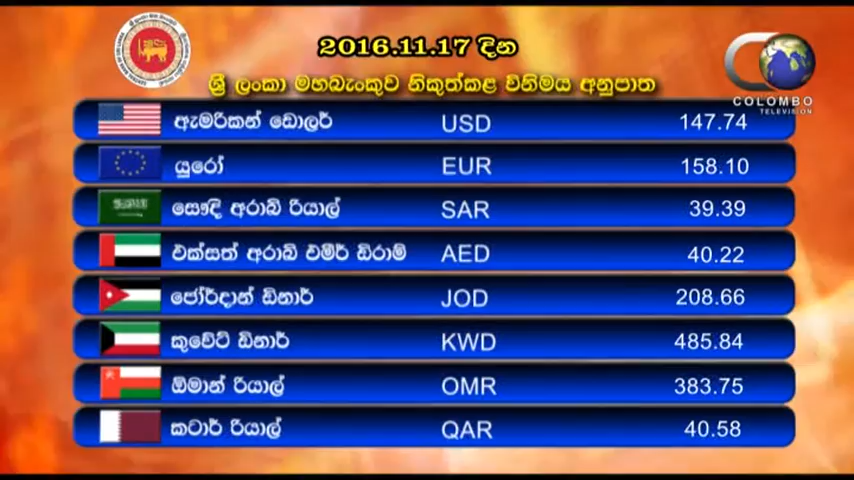 2016.11.17 දින
ශ්‍රී ලංකා මහබැංකුව නිකුත්කළ විනිමය අනුපාත
COLOMBO
TELEVISION
ඇමරිකන් ඩොලර් USD 147.74
යූරෝ EUR 158.10
සෞදි අරාබි රියාල් SAR 39.39
එක්සත් අරාබි එමීර් ඩිරාම් AED 40.22
ජෝර්දාන් ඩිනාර් JOD 208.66
කුවේට් ඩිනාර් KWD 485.84
ඕමාන් රියාල් OMR 383.75
කටාර් රියාල් QAR 40.58